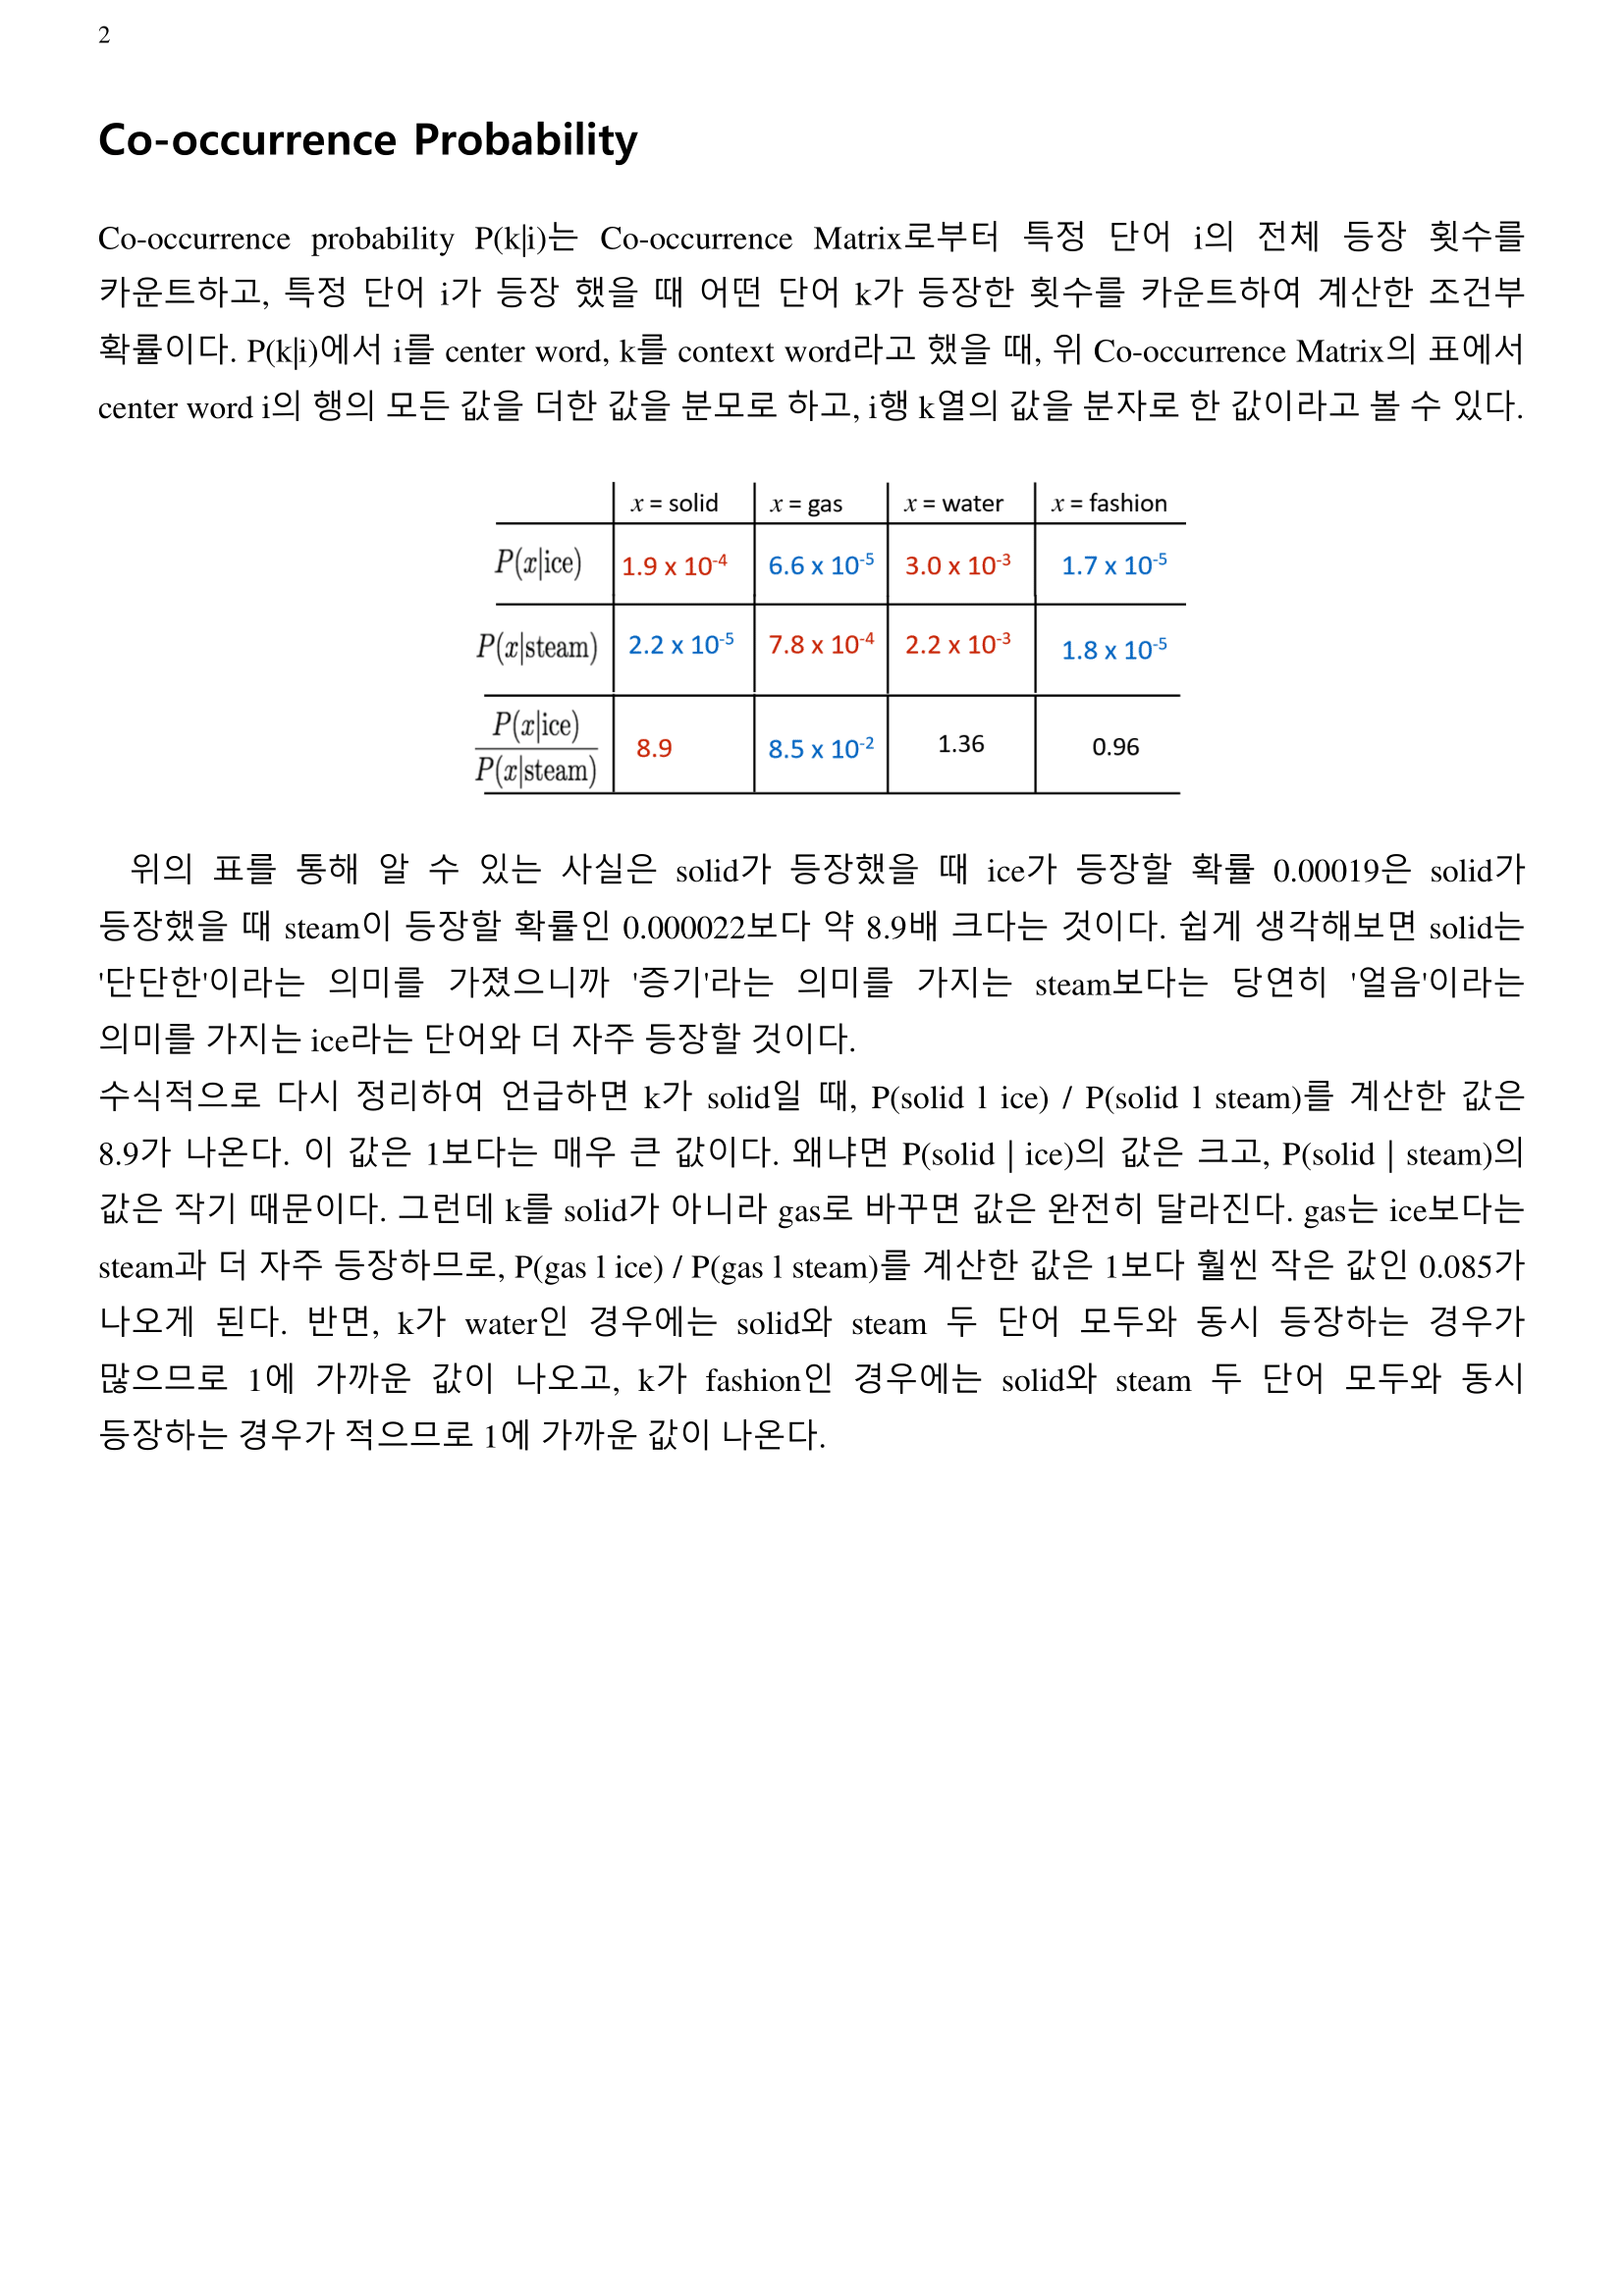 2
Co-occurrence Probability
Co-occurrence probability P(k|i)는 Co-occurrence Matrix로부터 특정 단어 i의 전체 등장 횟수를
카운트하고, 특정 단어 i가 등장 했을 때 어떤 단어 k가 등장한 횟수를 카운트하여 계산한 조건부
확률이다. P(k|i)에서 i를 center word, k를 context word라고 했을 때, 위 Co-occurrence Matrix의 표에서
center word i의 행의 모든 값을 더한 값을 분모로 하고, i행 k열의 값을 분자로 한 값이라고 볼 수 있다.
x = solid x = gas x = water x = fashion
P(x|ice) 1.9 x 10⁻⁴ 6.6 x 10⁻⁵ 3.0 x 10⁻³ 1.7 x 10⁻⁵
P(x|steam) 2.2 x 10⁻⁵ 7.8 x 10⁻⁴ 2.2 x 10⁻³ 1.8 x 10⁻⁵
P(x|ice)
P(x|steam) 8.9 8.5 x 10⁻² 1.36 0.96
위의 표를 통해 알 수 있는 사실은 solid가 등장했을 때 ice가 등장할 확률 0.00019은 solid가
등장했을 때 steam이 등장할 확률인 0.000022보다 약 8.9배 크다는 것이다. 쉽게 생각해보면 solid는
'단단한'이라는 의미를 가졌으니까 '증기'라는 의미를 가지는 steam보다는 당연히 '얼음'이라는
의미를 가지는 ice라는 단어와 더 자주 등장할 것이다.
수식적으로 다시 정리하여 언급하면 k가 solid일 때, P(solid l ice) / P(solid l steam)를 계산한 값은
8.9가 나온다. 이 값은 1보다는 매우 큰 값이다. 왜냐면 P(solid | ice)의 값은 크고, P(solid | steam)의
값은 작기 때문이다. 그런데 k를 solid가 아니라 gas로 바꾸면 값은 완전히 달라진다. gas는 ice보다는
steam과 더 자주 등장하므로, P(gas l ice) / P(gas l steam)를 계산한 값은 1보다 훨씬 작은 값인 0.085가
나오게 된다. 반면, k가 water인 경우에는 solid와 steam 두 단어 모두와 동시 등장하는 경우가
많으므로 1에 가까운 값이 나오고, k가 fashion인 경우에는 solid와 steam 두 단어 모두와 동시
등장하는 경우가 적으므로 1에 가까운 값이 나온다.